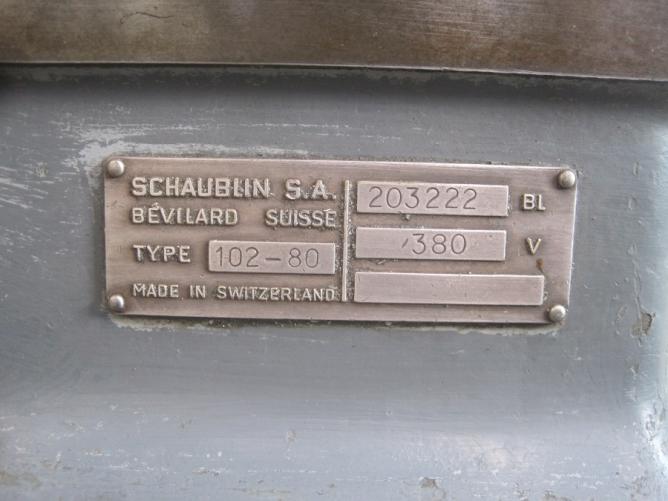 SCHAUBLIN S.A.
BÉVILARD SUISSE
TYPE 102-80
MADE IN SWITZERLAND
203222 BL
380 V